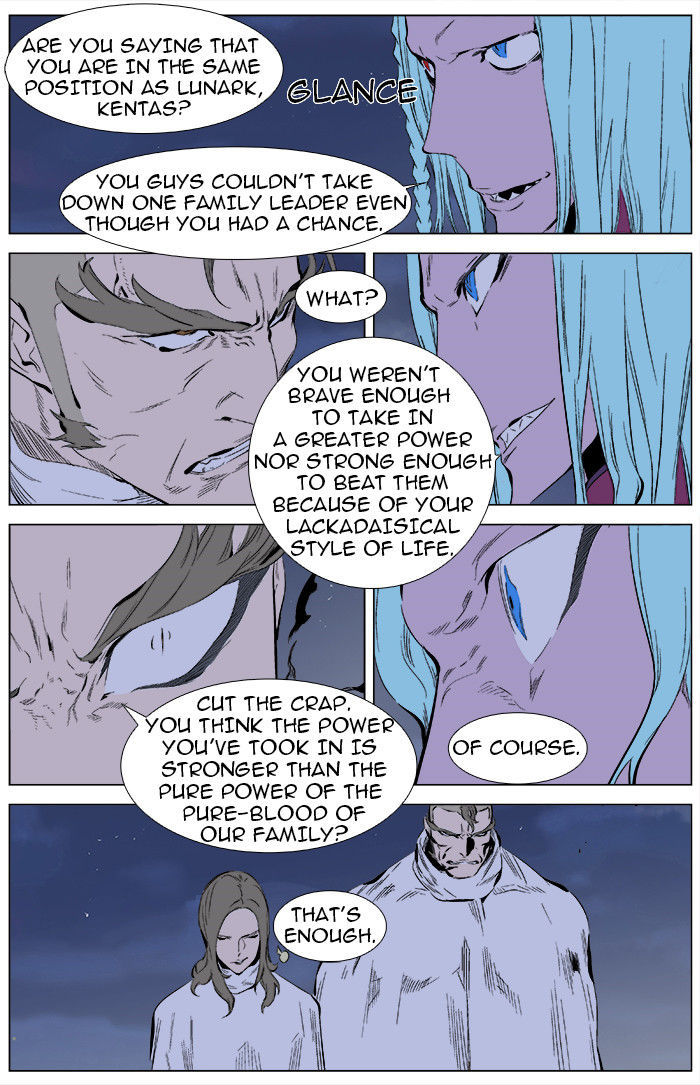 ARE YOU SAYING THAT
YOU ARE IN THE SAME
POSITION AS LUNARK,
KENTAS?
GLANCE
YOU GUYS COULDN'T TAKE
DOWN ONE FAMILY LEADER EVEN
THOUGH YOU HAD A CHANCE.
WHAT?
YOU WEREN'T
BRAVE ENOUGH
TO TAKE IN
A GREATER POWER
NOR STRONG ENOUGH
TO BEAT THEM
BECAUSE OF YOUR
LACKADAISICAL
STYLE OF LIFE.
CUT THE CRAP.
YOU THINK THE POWER
YOU'VE TOOK IN IS
STRONGER THAN THE
PURE POWER OF THE
PURE-BLOOD OF
OUR FAMILY?
OF COURSE.
THAT'S
ENOUGH.